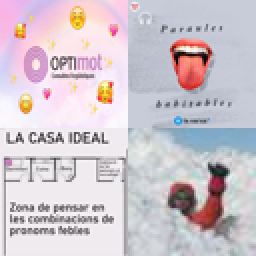 OPTIMOT
Consultes lingüístiques
Paraules
habitables
LA CASA IDEAL
Zona de pensar en
les combinacions de
pronoms febles